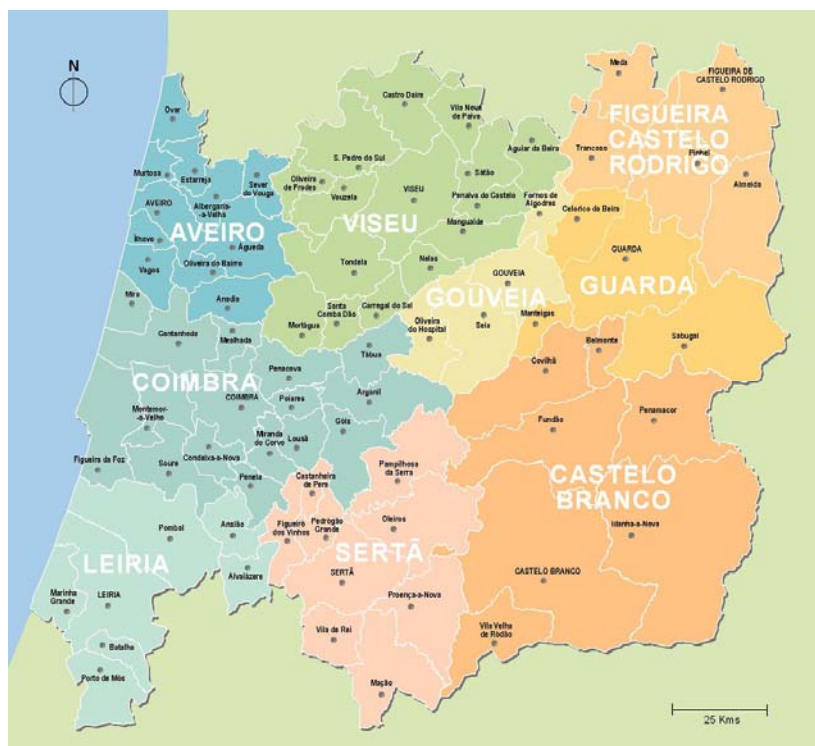 N
Meda
FIGUEIRA DE
CASTELO RODRIGO
Castro Daire
Ovar
Vila Nova
de Paiva
FIGUEIRA
CASTELO
RODRIGO
Aguiar da Beira
Trancoso
Pinhel
S. Pedro do Sul
Murtosa
Estarreja
Sever
do Vouga
Oliveira
de Frades
Sátão
Almeida
Vouzela
VISEU
Penalva do Castelo
Fornos de
Algodres
AVEIRO
Albergaria-
-a-Velha
Celorico da Beira
VISEU
Mangualde
AVEIRO
Ílhavo
Águeda
GUARDA
Vagos
Oliveira do Bairro
Tondela
Nelas
GOUVEIA
GUARDA
GOUVEIA
Mira
Anadia
Santa
Comba Dão
Carregal do Sal
Oliveira
do Hospital
Seia
Manteigas
Mortágua
Cantanhede
Mealhada
Tábua
Belmonte
Sabugal
Covilhã
Penacova
COIMBRA
COIMBRA
Poiares
Arganil
Montemor-
-a-Velho
Góis
Fundão
Penamacor
Miranda
do Corvo
Lousã
Condeixa-a-Nova
Figueira da Foz
Soure
Pampilhosa
da Serra
CASTELO
BRANCO
Penela
Castanheira
de Pera
Pombal
Ansião
Figueiró
dos Vinhos
Pedrógão
Grande
Oleiros
Idanha-a-Nova
SERTÃ
LEIRIA
Alvaiázere
SERTÃ
CASTELO BRANCO
Marinha
Grande
LEIRIA
Proença-a-Nova
Vila de Rei
Vila Velha
de Ródão
Batalha
Porto de Mós
Mação
25 Kms